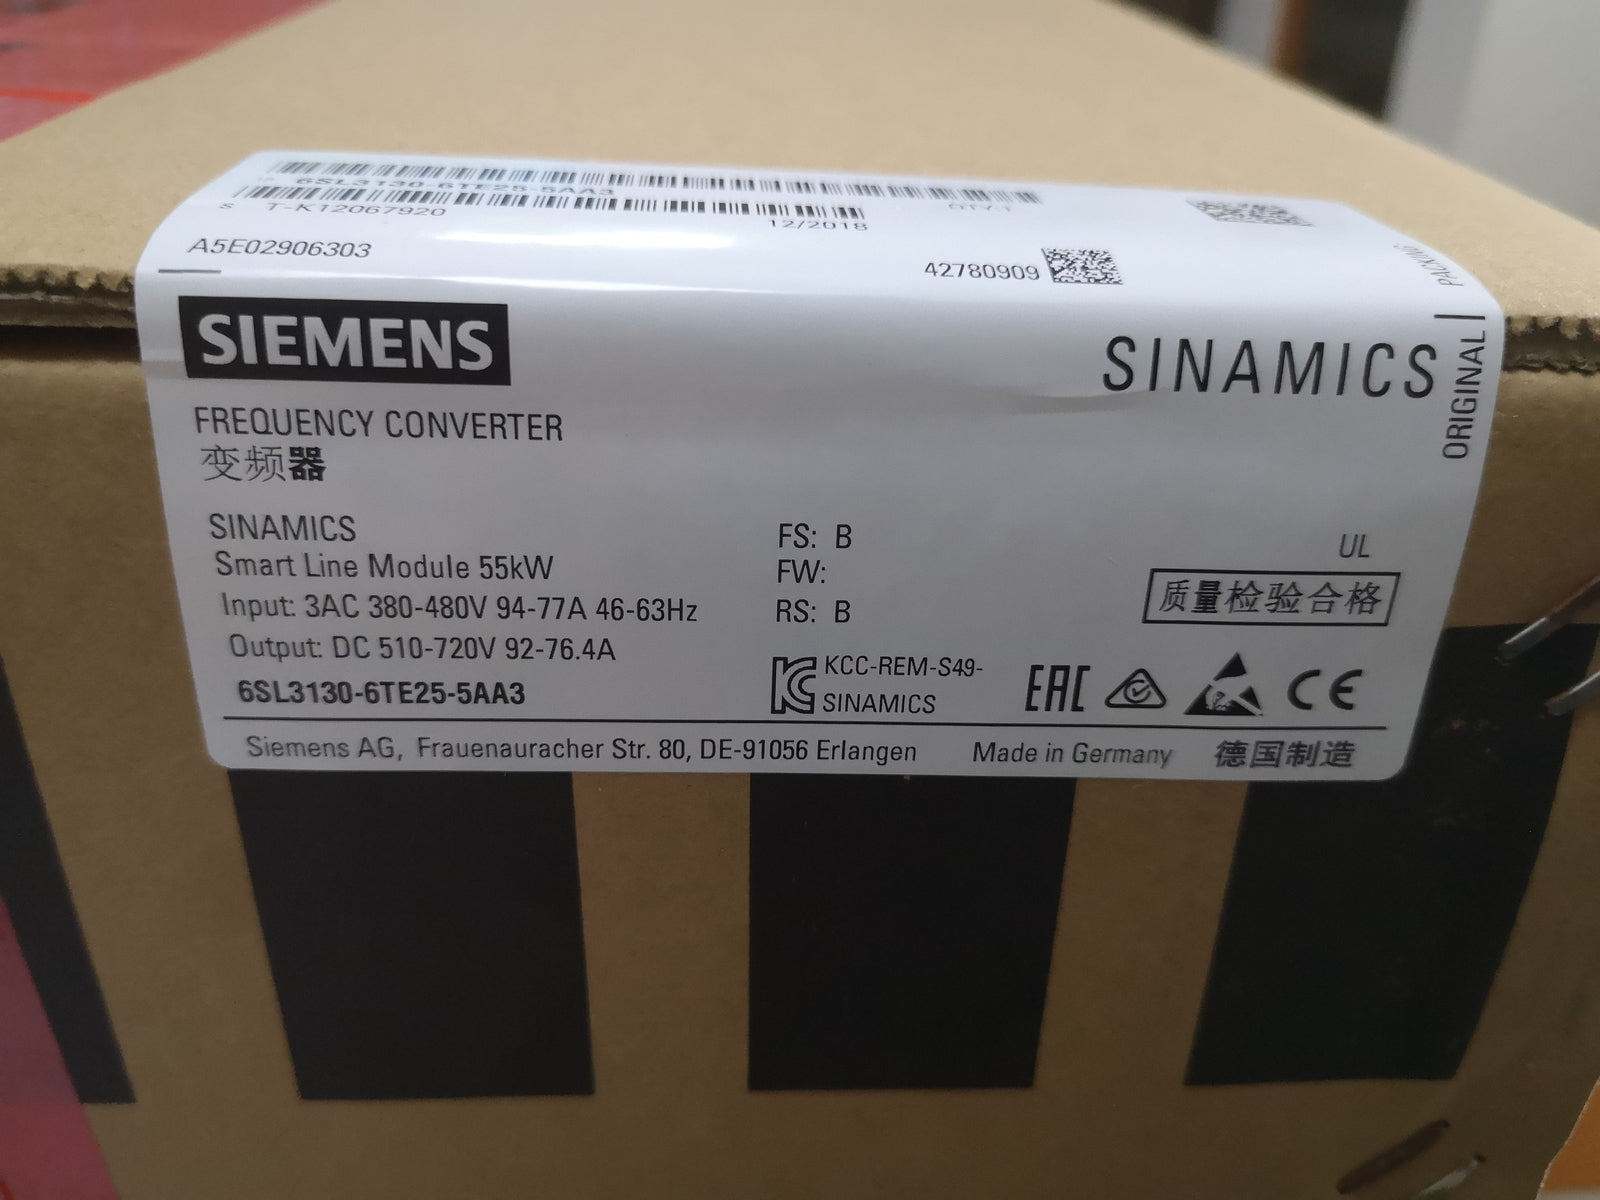 6SL3130-6TE25-5AA3
QTY:1
S T-K12067920
12/2018
A5E02906303
42780909
ORIGINAL | PACKING
SIEMENS
SINAMICS
FREQUENCY CONVERTER
变频器
SINAMICS
Smart Line Module 55kW
Input: 3AC 380-480V 94-77A 46-63Hz
Output: DC 510-720V 92-76.4A
6SL3130-6TE25-5AA3
FS: B
FW:
RS: B
UL
质量检验合格
KCC-REM-S49-
SINAMICS
EAC
CE
Siemens AG, Frauenauracher Str. 80, DE-91056 Erlangen Made in Germany 德国制造